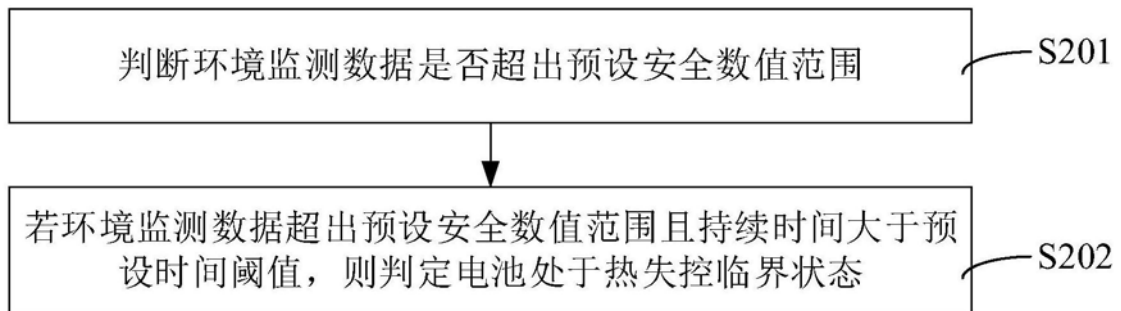 判断环境监测数据是否超出预设安全数值范围
S201
若环境监测数据超出预设安全数值范围且持续时间大于预
设时间阈值，则判定电池处于热失控临界状态
S202